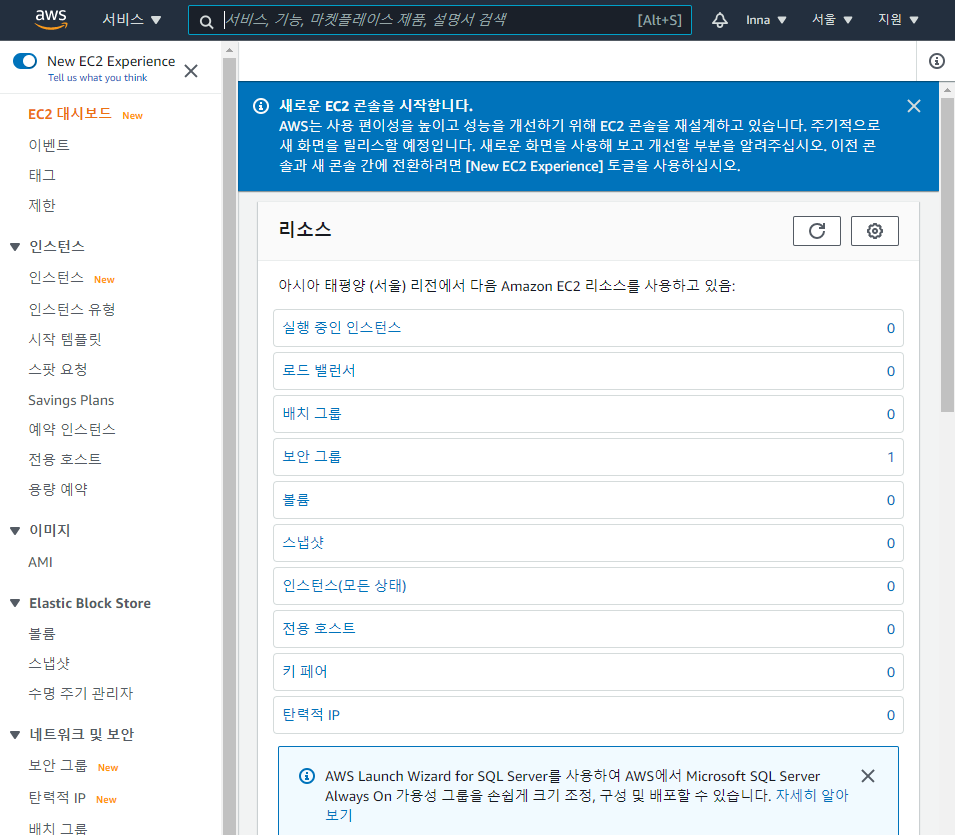 aws 서비스 ▼ 서비스, 기능, 마켓플레이스 제품, 설명서 검색 [Alt+S] Inna ▼ 서울 ▼ 지원 ▼
New EC2 Experience
Tell us what you think
EC2 대시보드 New
이벤트
태그
제한
▼ 인스턴스
인스턴스 New
인스턴스 유형
시작 템플릿
스팟 요청
Savings Plans
예약 인스턴스
전용 호스트
용량 예약
▼ 이미지
AMI
▼ Elastic Block Store
볼륨
스냅샷
수명 주기 관리자
▼ 네트워크 및 보안
보안 그룹 New
탄력적 IP New
배치 그룹
새로운 EC2 콘솔을 시작합니다.
AWS는 사용 편이성을 높이고 성능을 개선하기 위해 EC2 콘솔을 재설계하고 있습니다. 주기적으로
새 화면을 릴리스할 예정입니다. 새로운 화면을 사용해 보고 개선할 부분을 알려주십시오. 이전 콘
솔과 새 콘솔 간에 전환하려면 [New EC2 Experience] 토글을 사용하십시오.
리소스
아시아 태평양 (서울) 리전에서 다음 Amazon EC2 리소스를 사용하고 있음:
실행 중인 인스턴스 0
로드 밸런서 0
배치 그룹 0
보안 그룹 1
볼륨 0
스냅샷 0
인스턴스(모든 상태) 0
전용 호스트 0
키 페어 0
탄력적 IP 0
AWS Launch Wizard for SQL Server를 사용하여 AWS에서 Microsoft SQL Server
Always On 가용성 그룹을 손쉽게 크기 조정, 구성 및 배포할 수 있습니다. 자세히 알아
보기